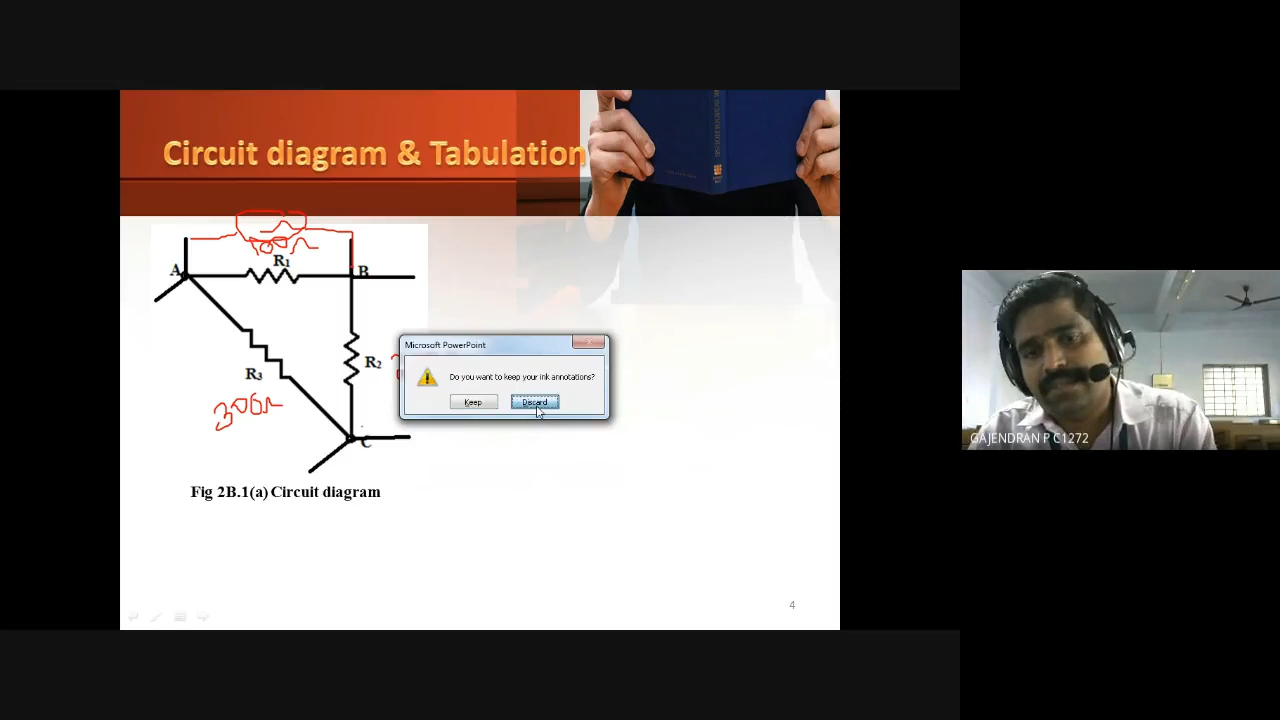 Circuit diagram & Tabulation
A
R1
B
R2
R3
300Ω
C
Fig 2B.1(a) Circuit diagram
Microsoft PowerPoint
Do you want to keep your ink annotations?
Keep
Discard
4
GAJENDRAN P C1272